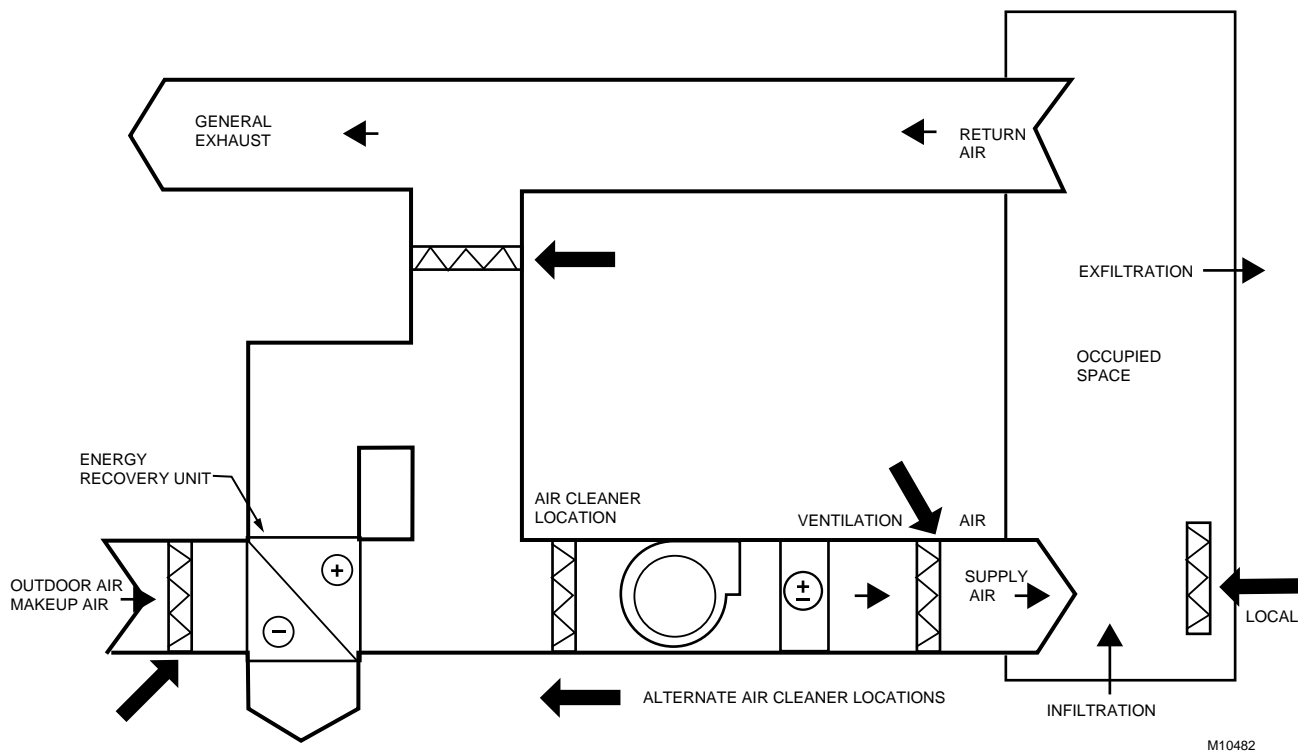 GENERAL
EXHAUST
RETURN
AIR
EXFILTRATION
OCCUPIED
SPACE
ENERGY
RECOVERY UNIT
AIR CLEANER
LOCATION
VENTILATION AIR
OUTDOOR AIR
MAKEUP AIR
+
−
+
−
SUPPLY
AIR
LOCAL
ALTERNATE AIR CLEANER LOCATIONS
INFILTRATION
M10482